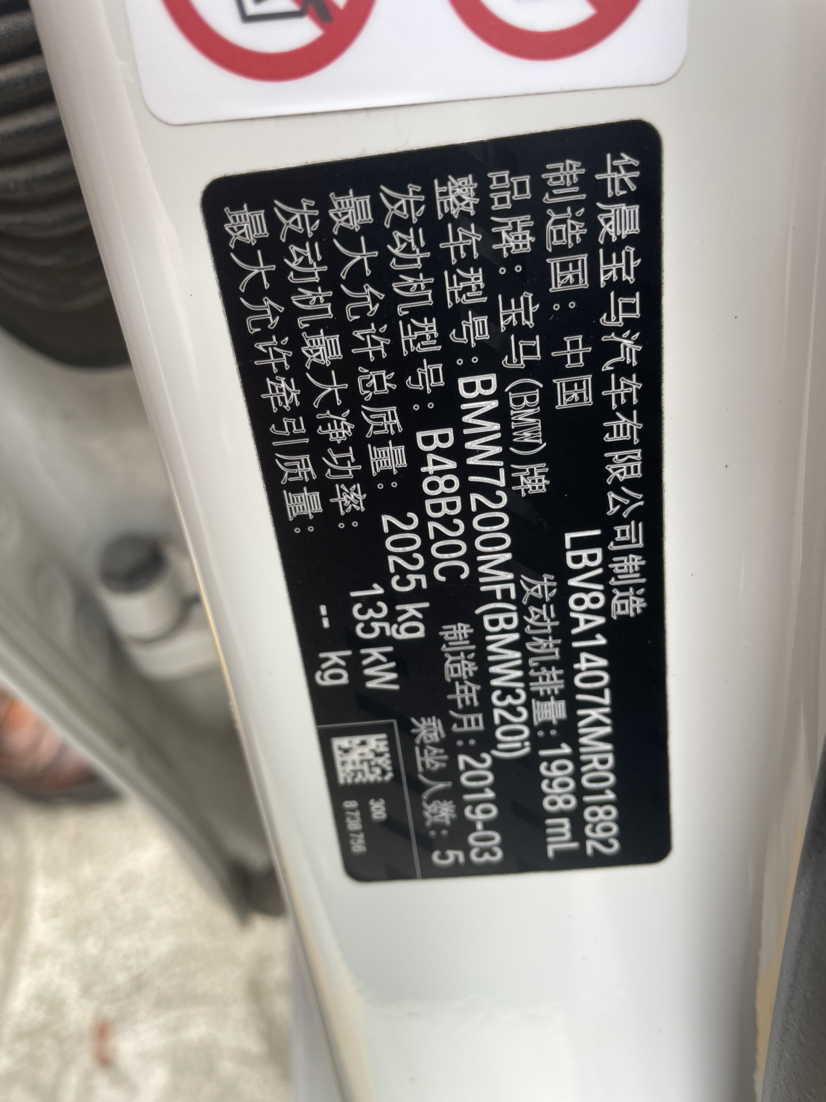 华晨宝马汽车有限公司制造
制造国：中国 LBV8A1407KMR01892
品牌：宝马(BMW)牌 发动机排量：1998 mL
整车型号：BMW7200MF(BMW320i)
发动机型号：B48B20C 制造年月：2019-03
最大允许总质量：2025 kg 乘坐人数：5
发动机最大净功率：135 kW
最大允许牵引质量：-- kg
300
8 738 756